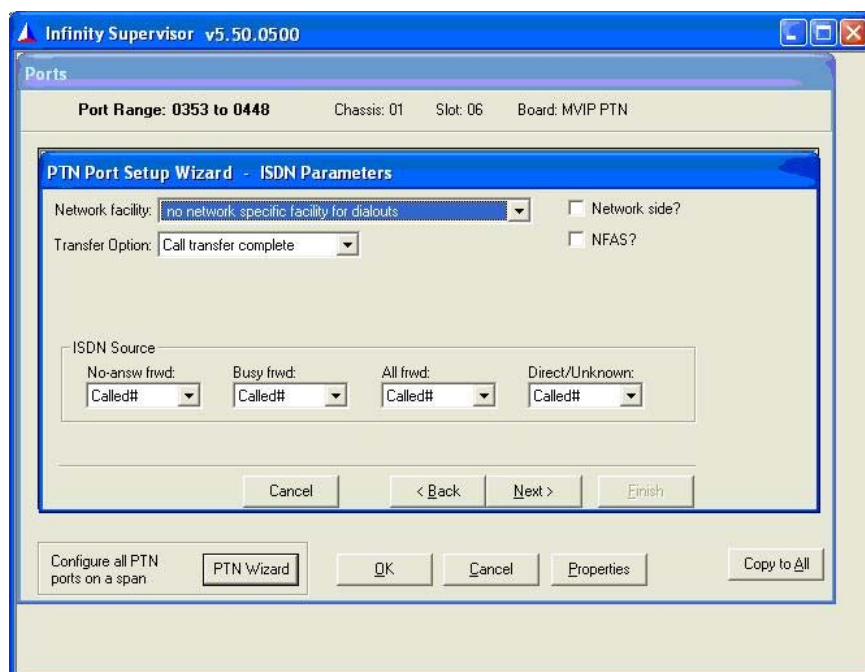 Infinity Supervisor v5.50.0500
Ports
Port Range: 0353 to 0448 Chassis: 01 Slot: 06 Board: MVIP PTN
PTN Port Setup Wizard - ISDN Parameters
Network facility: no network specific facility for dialouts Network side?
Transfer Option: Call transfer complete NFAS?
ISDN Source
No-answ frwd: Busy frwd: All frwd: Direct/Unknown:
Called# Called# Called# Called#
Cancel < Back Next > Finish
Configure all PTN
ports on a span
PTN Wizard OK Cancel Properties Copy to All